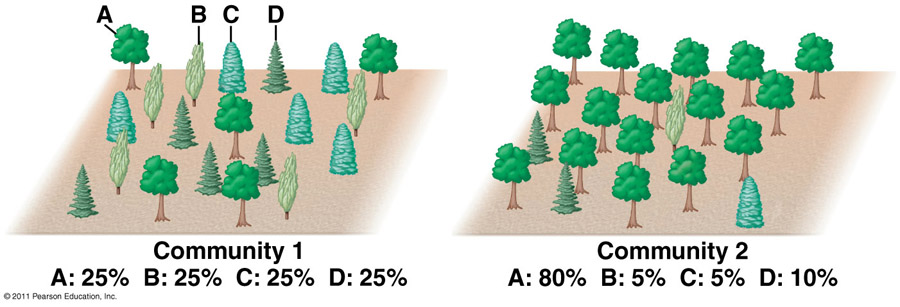 A B C D
Community 1
A: 25% B: 25% C: 25% D: 25%
Community 2
A: 80% B: 5% C: 5% D: 10%
© 2011 Pearson Education, Inc.